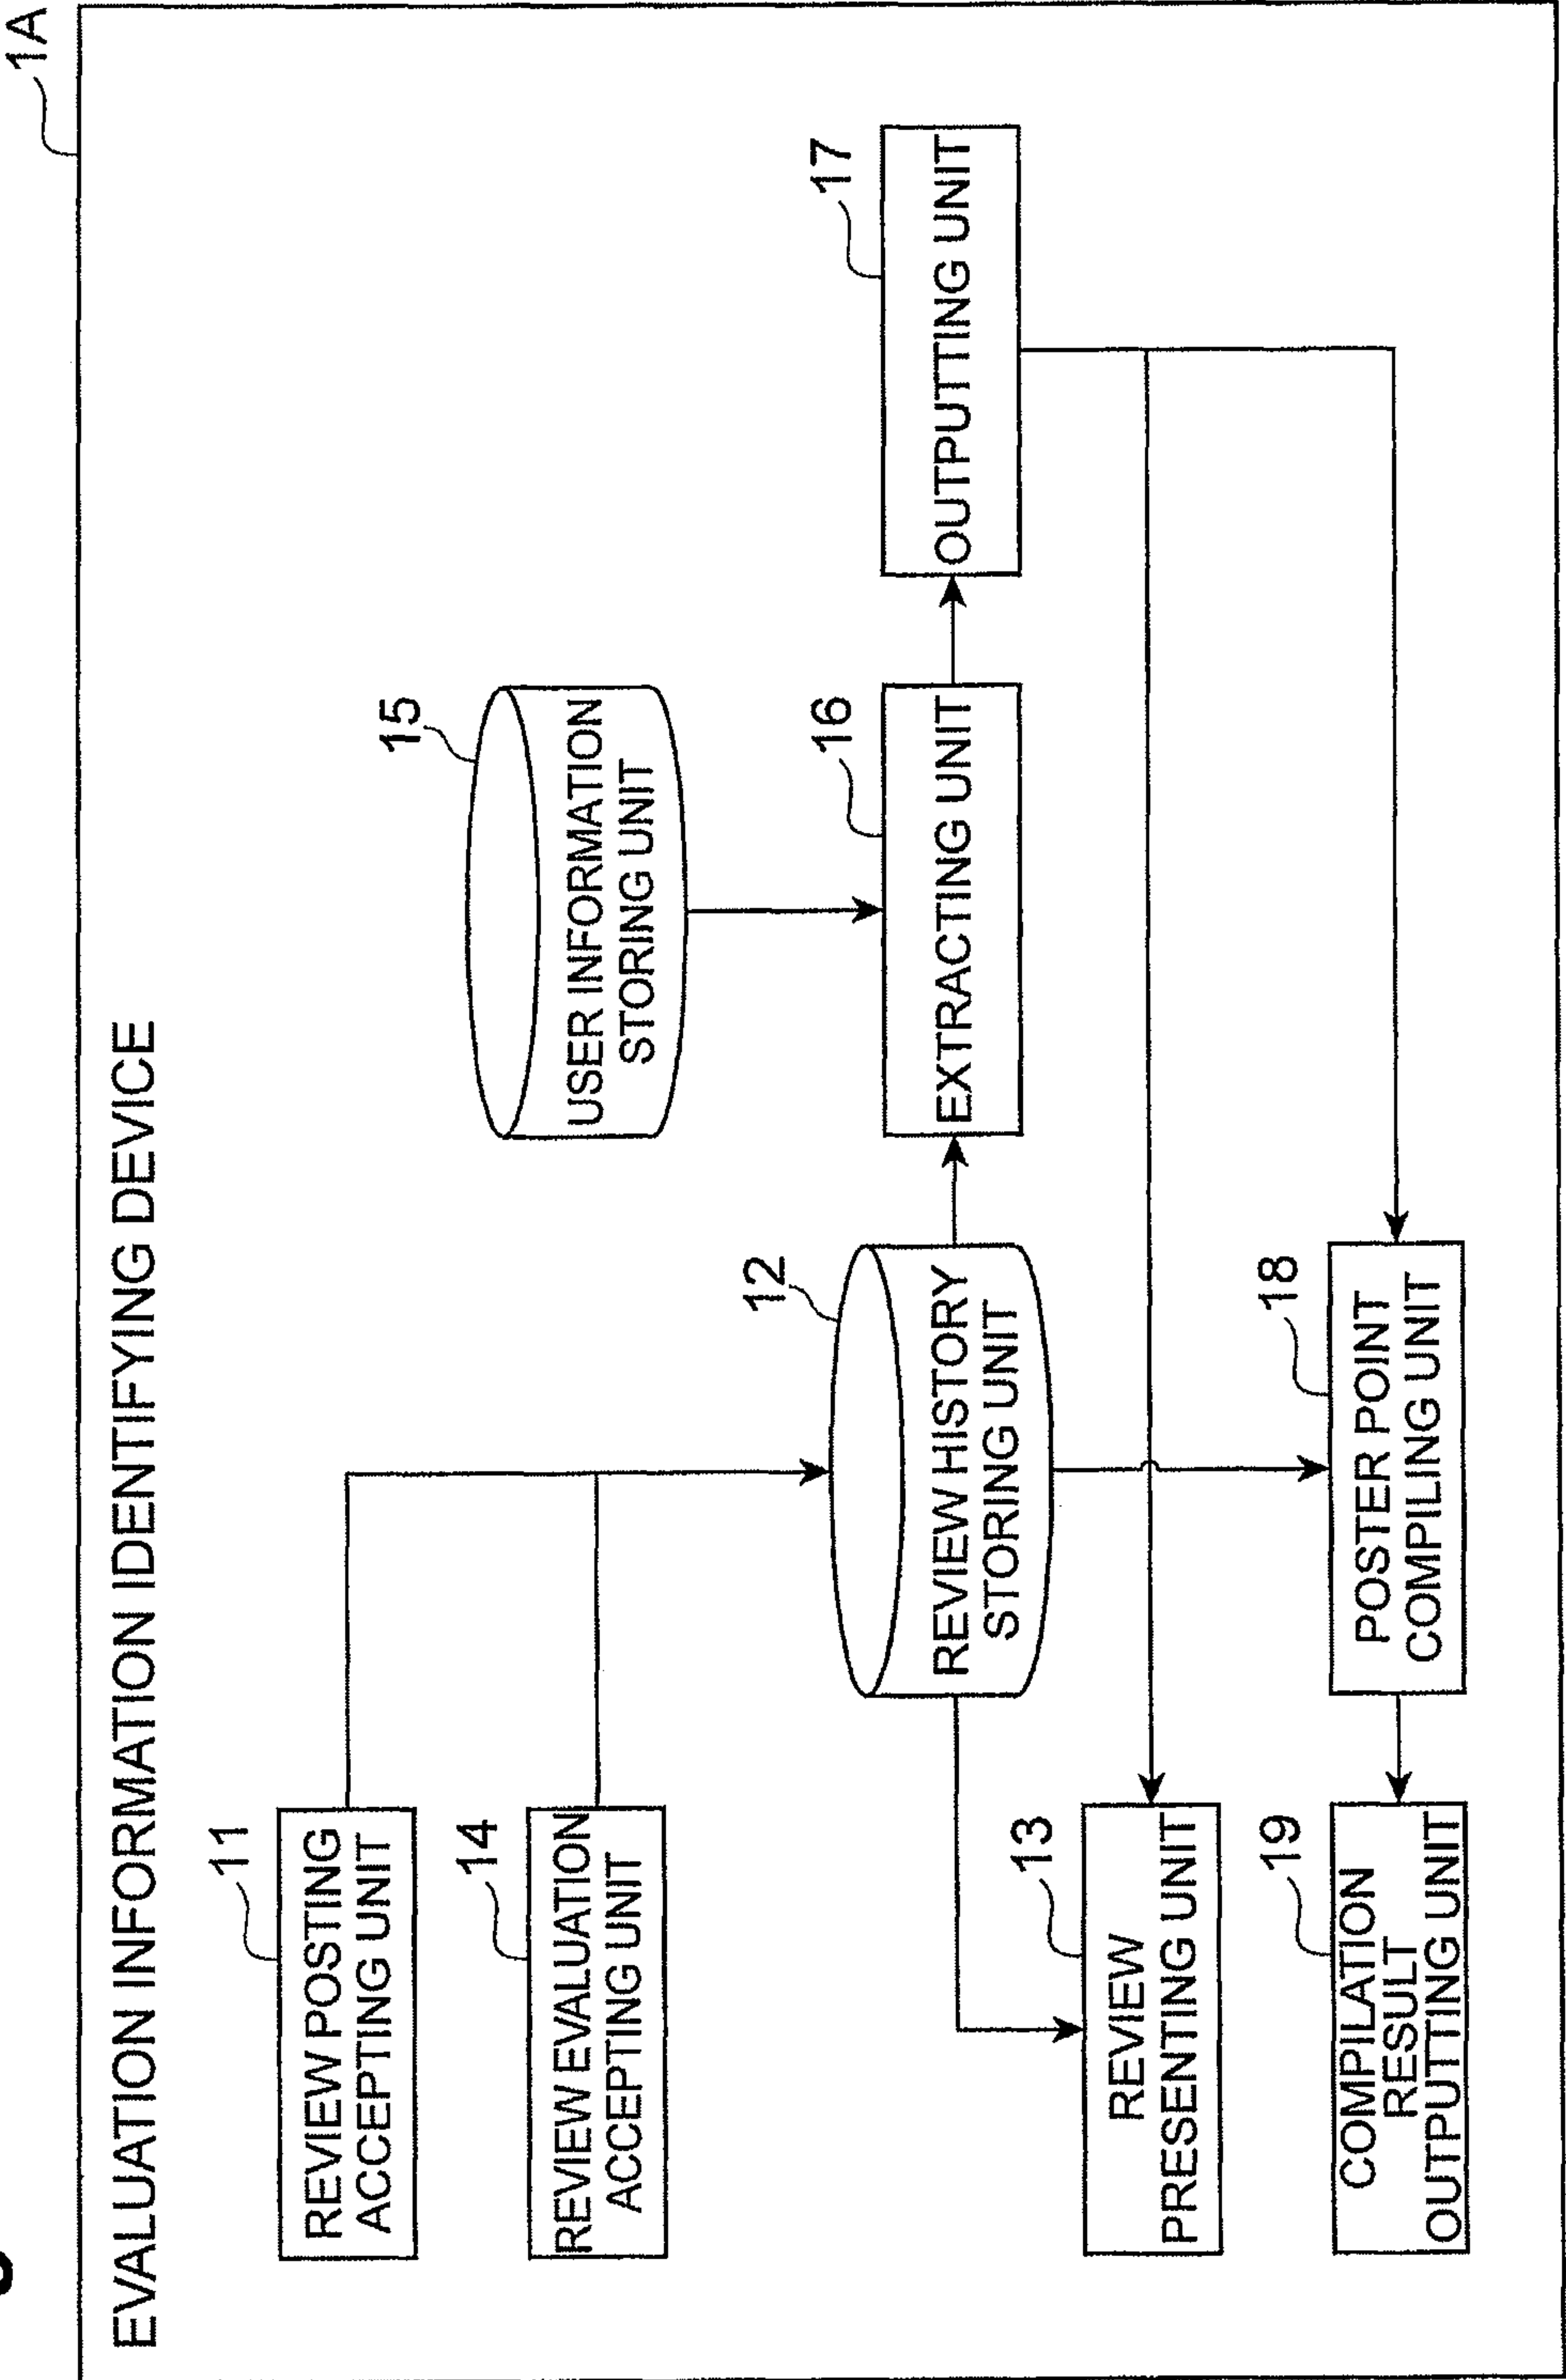 1A
EVALUATION INFORMATION IDENTIFYING DEVICE
11
REVIEW POSTING
ACCEPTING UNIT
14
REVIEW EVALUATION
ACCEPTING UNIT
15
USER INFORMATION
STORING UNIT
12
REVIEW HISTORY
STORING UNIT
16
EXTRACTING UNIT
17
OUTPUTTING UNIT
13
REVIEW
PRESENTING UNIT
18
POSTER POINT
COMPILING UNIT
19
COMPILATION
RESULT
OUTPUTTING UNIT